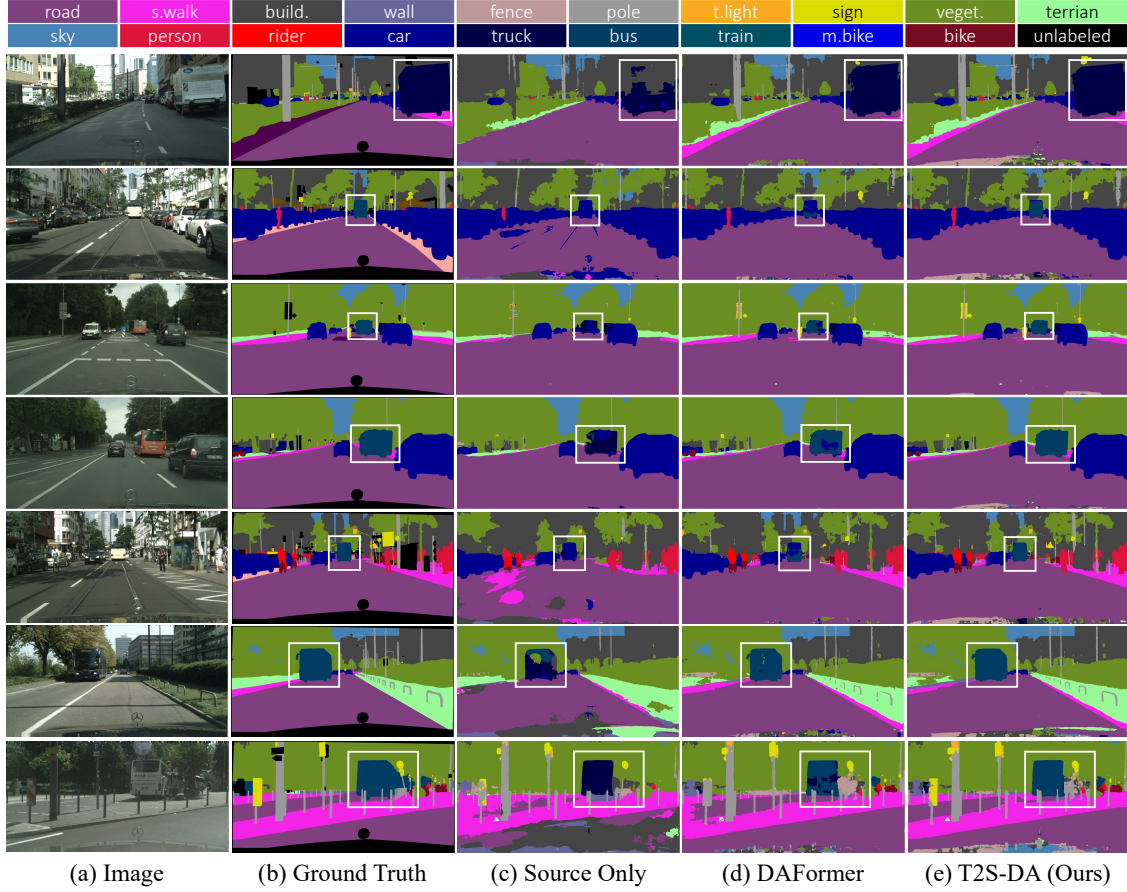 road s.walk build. wall fence pole t.light sign veget. terrian
sky person rider car truck bus train m.bike bike unlabeled
(a) Image (b) Ground Truth (c) Source Only (d) DAFormer (e) T2S-DA (Ours)